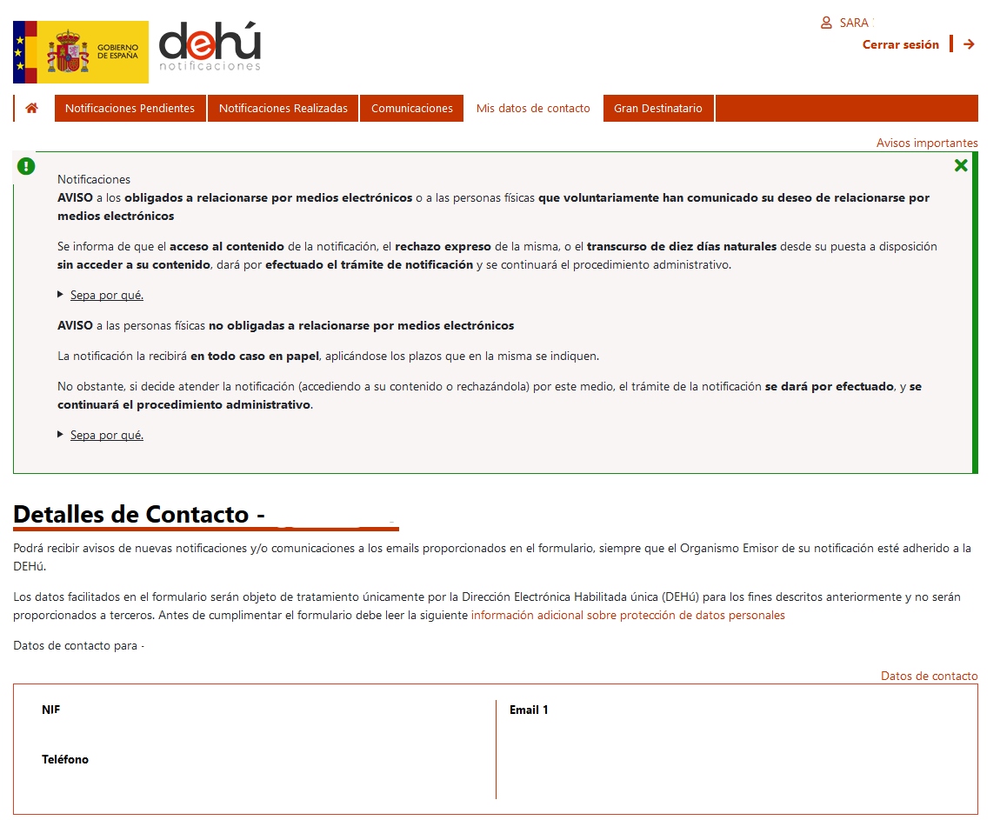 GOBIERNO
DE ESPAÑA
dehú
notificaciones
SARA
Cerrar sesión
Notificaciones Pendientes
Notificaciones Realizadas
Comunicaciones
Mis datos de contacto
Gran Destinatario
Avisos importantes
Notificaciones
AVISO a los obligados a relacionarse por medios electrónicos o a las personas físicas que voluntariamente han comunicado su deseo de relacionarse por
medios electrónicos
Se informa de que el acceso al contenido de la notificación, el rechazo expreso de la misma, o el transcurso de diez días naturales desde su puesta a disposición
sin acceder a su contenido, dará por efectuado el trámite de notificación y se continuará el procedimiento administrativo.
Sepa por qué.
AVISO a las personas físicas no obligadas a relacionarse por medios electrónicos
La notificación la recibirá en todo caso en papel, aplicándose los plazos que en la misma se indiquen.
No obstante, si decide atender la notificación (accediendo a su contenido o rechazándola) por este medio, el trámite de la notificación se dará por efectuado, y se
continuará el procedimiento administrativo.
Sepa por qué.
Detalles de Contacto -
Podrá recibir avisos de nuevas notificaciones y/o comunicaciones a los emails proporcionados en el formulario, siempre que el Organismo Emisor de su notificación esté adherido a la
DEHú.
Los datos facilitados en el formulario serán objeto de tratamiento únicamente por la Dirección Electrónica Habilitada única (DEHú) para los fines descritos anteriormente y no serán
proporcionados a terceros. Antes de cumplimentar el formulario debe leer la siguiente información adicional sobre protección de datos personales
Datos de contacto para -
Datos de contacto
NIF
Email 1
Teléfono